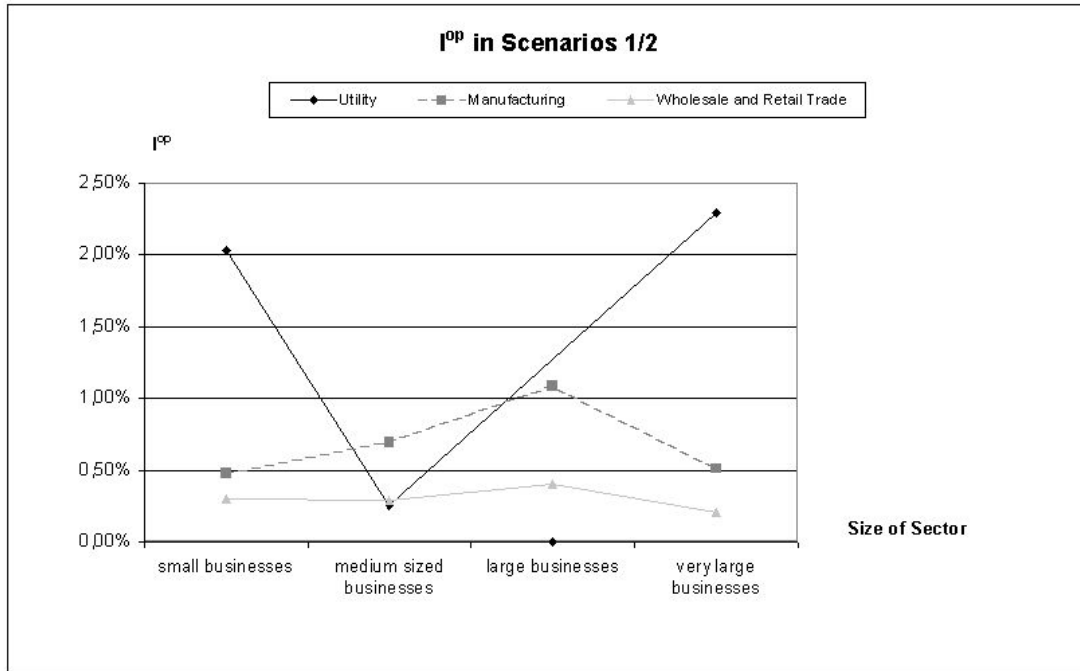 I^op in Scenarios 1/2
Utility Manufacturing Wholesale and Retail Trade
I^op
2,50%
2,00%
1,50%
1,00%
0,50%
0,00%
Size of Sector
small businesses medium sized businesses large businesses very large businesses